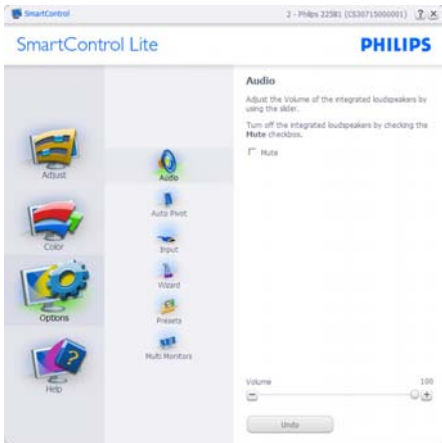 SmartControl
2 - Philips 225B1 (CS30715000001)
SmartControl Lite
PHILIPS
Adjust
Color
Options
Help
Audio
Auto Pivot
Input
Wizard
Presets
Multi Monitors
Audio
Adjust the Volume of the integrated loudspeakers by
using the slider.
Turn off the integrated loudspeakers by checking the
Mute checkbox.
Mute
Volume 100
Undo